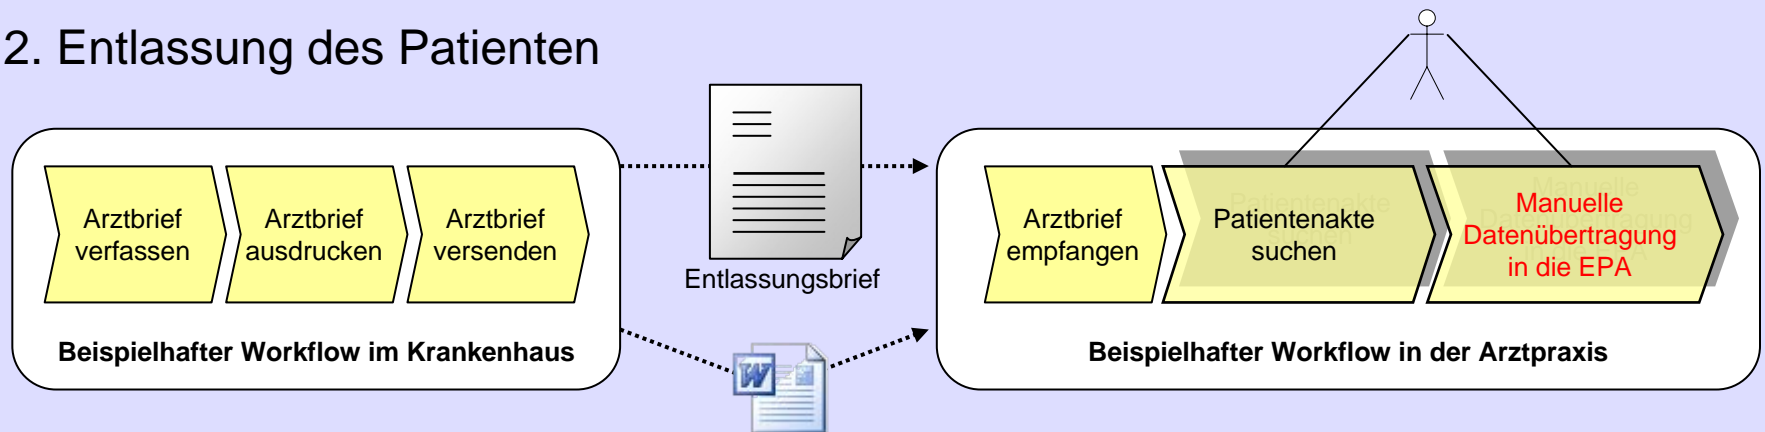 2. Entlassung des Patienten
Arztbrief
verfassen
Arztbrief
ausdrucken
Arztbrief
versenden
Beispielhafter Workflow im Krankenhaus
Entlassungsbrief
W
Arztbrief
empfangen
Patientenakte
suchen
Manuelle
Datenübertragung
in die EPA
Beispielhafter Workflow in der Arztpraxis